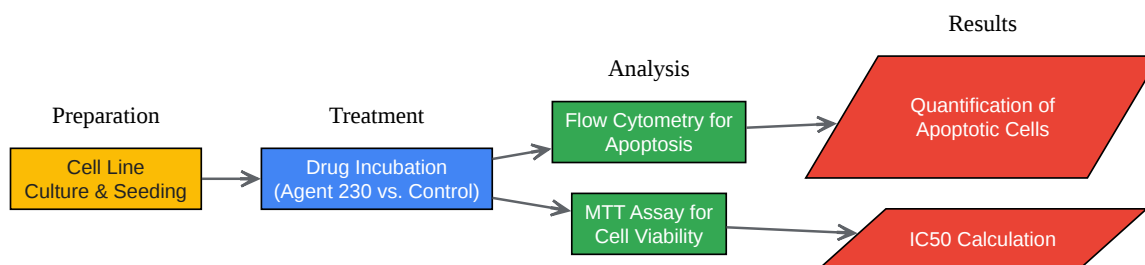 Preparation
Cell Line
Culture & Seeding
Treatment
Drug Incubation
(Agent 230 vs. Control)
Analysis
Flow Cytometry for
Apoptosis
MTT Assay for
Cell Viability
Results
Quantification of
Apoptotic Cells
IC50 Calculation